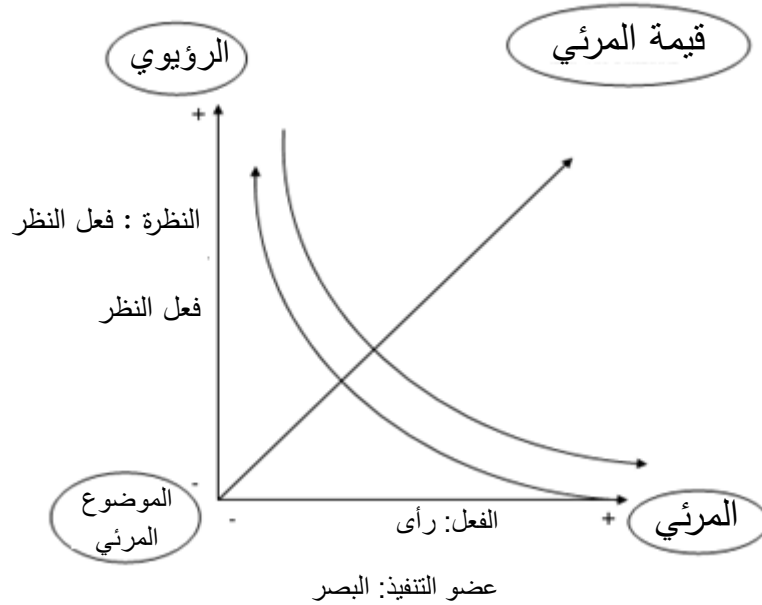 قيمة المرئي
الرؤيوي
+
النظرة : فعل النظر
فعل النظر
-
الموضوع
المرئي
-
الفعل: رأى
+
المرئي
عضو التنفيذ: البصر